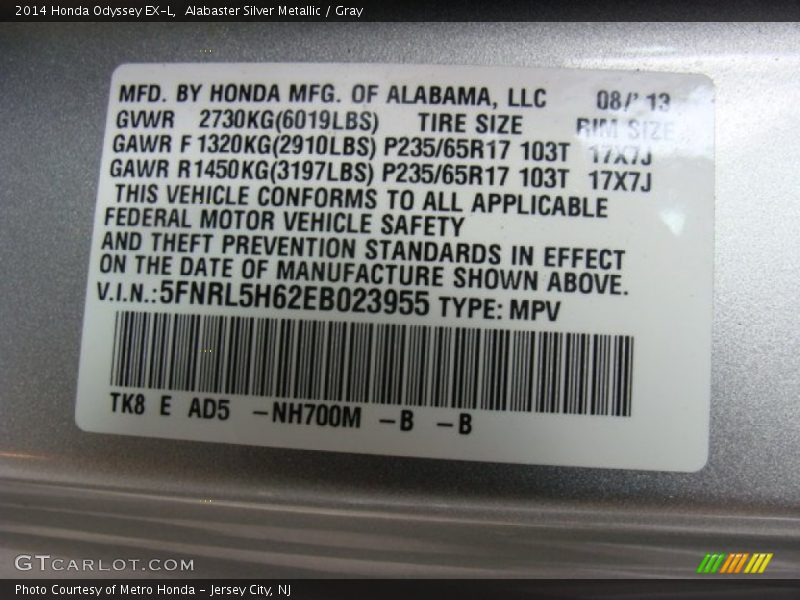 2014 Honda Odyssey EX-L, Alabaster Silver Metallic / Gray
MFD. BY HONDA MFG. OF ALABAMA, LLC 08/' 13
GVWR 2730KG(6019LBS) TIRE SIZE RIM SIZE
GAWR F 1320KG(2910LBS) P235/65R17 103T 17X7J
GAWR R1450KG(3197LBS) P235/65R17 103T 17X7J
THIS VEHICLE CONFORMS TO ALL APPLICABLE
FEDERAL MOTOR VEHICLE SAFETY
AND THEFT PREVENTION STANDARDS IN EFFECT
ON THE DATE OF MANUFACTURE SHOWN ABOVE.
V.I.N.:5FNRL5H62EB023955 TYPE: MPV
TK8 E AD5 -NH700M -B -B
GTCARLOT.COM
Photo Courtesy of Metro Honda - Jersey City, NJ